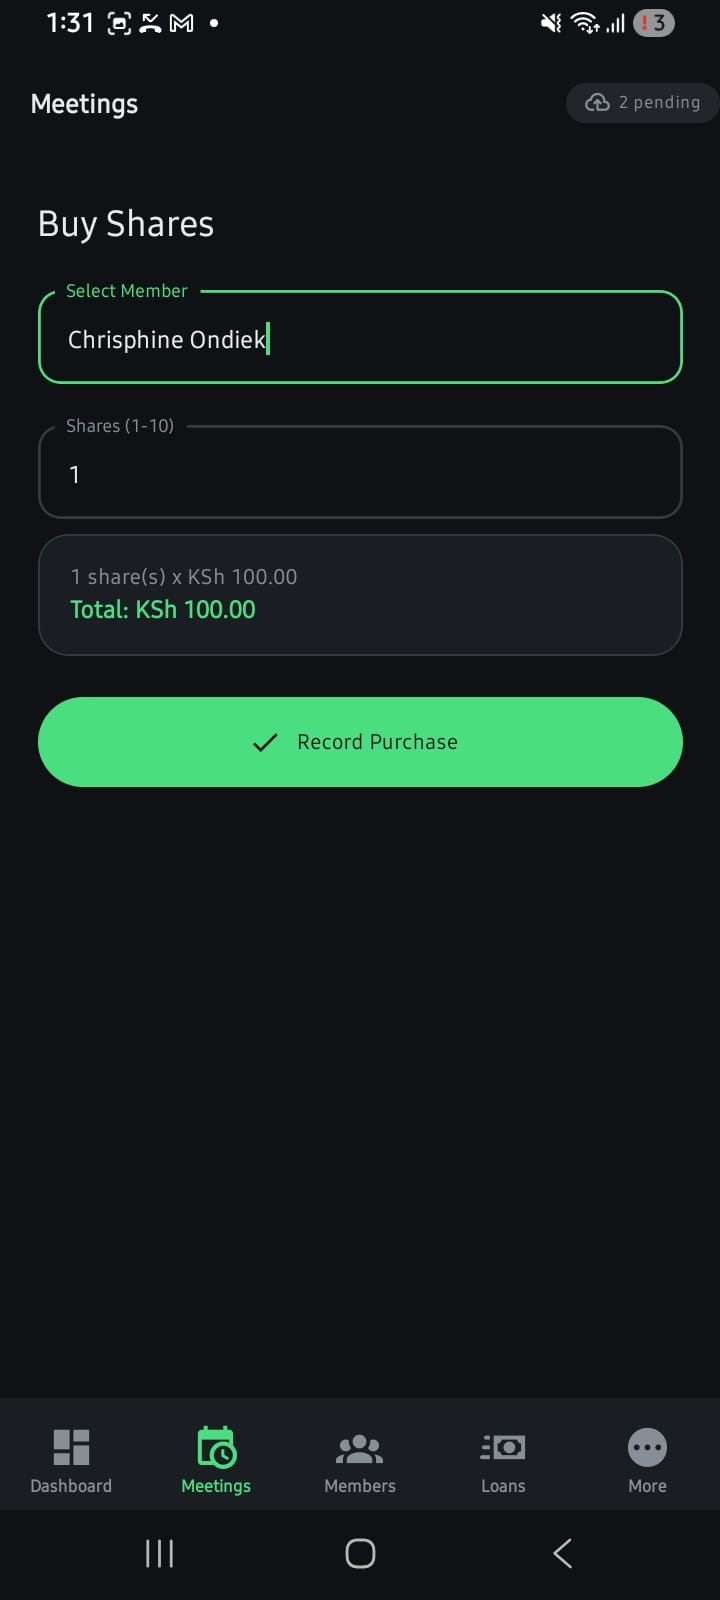 1:31
3
Meetings
2 pending
Buy Shares
Select Member
Chrisphine Ondiek
Shares (1-10)
1
1 share(s) x KSh 100.00
Total: KSh 100.00
Record Purchase
Dashboard
Meetings
Members
Loans
More